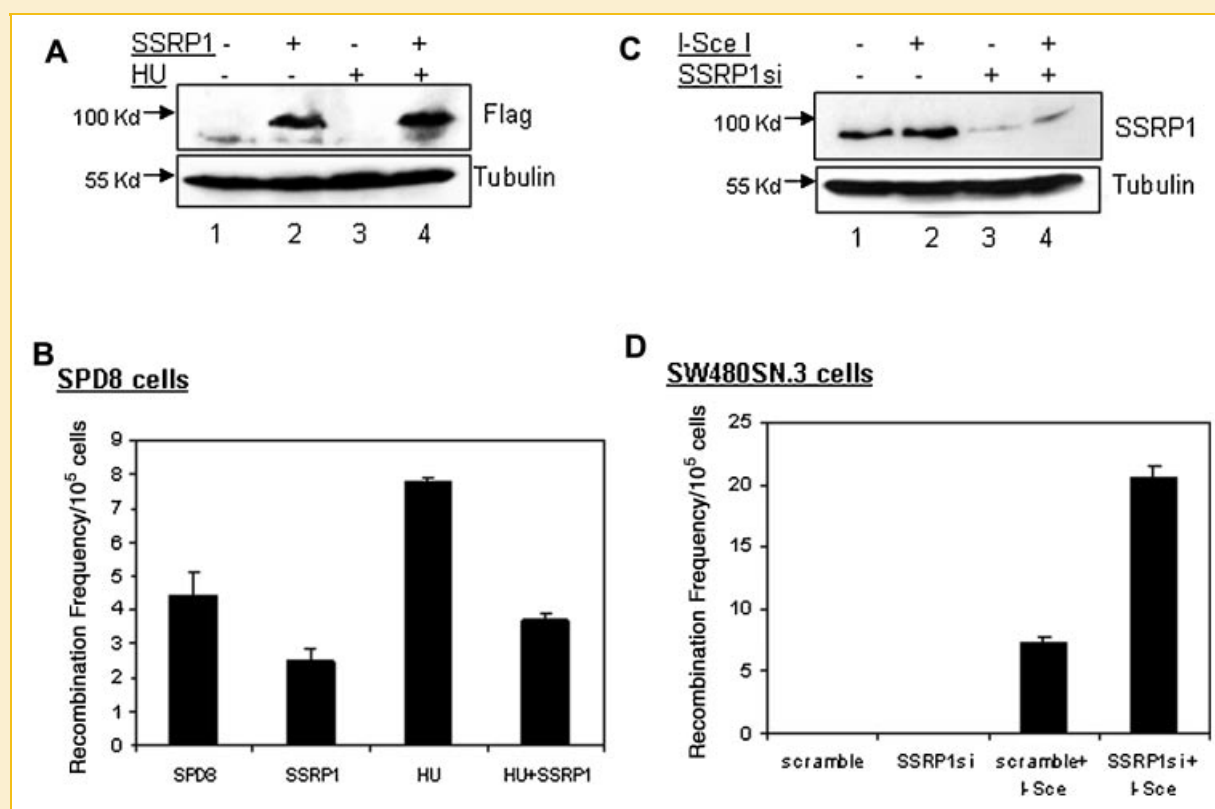 A
SSRP1 - + - +
HU - - + +
100 Kd
Flag
55 Kd
Tubulin
1 2 3 4
C
I-Sce I - + - +
SSRP1si - - + +
100 Kd
SSRP1
55 Kd
Tubulin
1 2 3 4
B
SPD8 cells
Recombination Frequency/10⁵ cells
9
8
7
6
5
4
3
2
1
0
SPD8 SSRP1 HU HU+SSRP1
D
SW480SN.3 cells
Recombination Frequency/10⁵ cells
25
20
15
10
5
0
scramble SSRP1si scramble+ I-Sce SSRP1si+ I-Sce